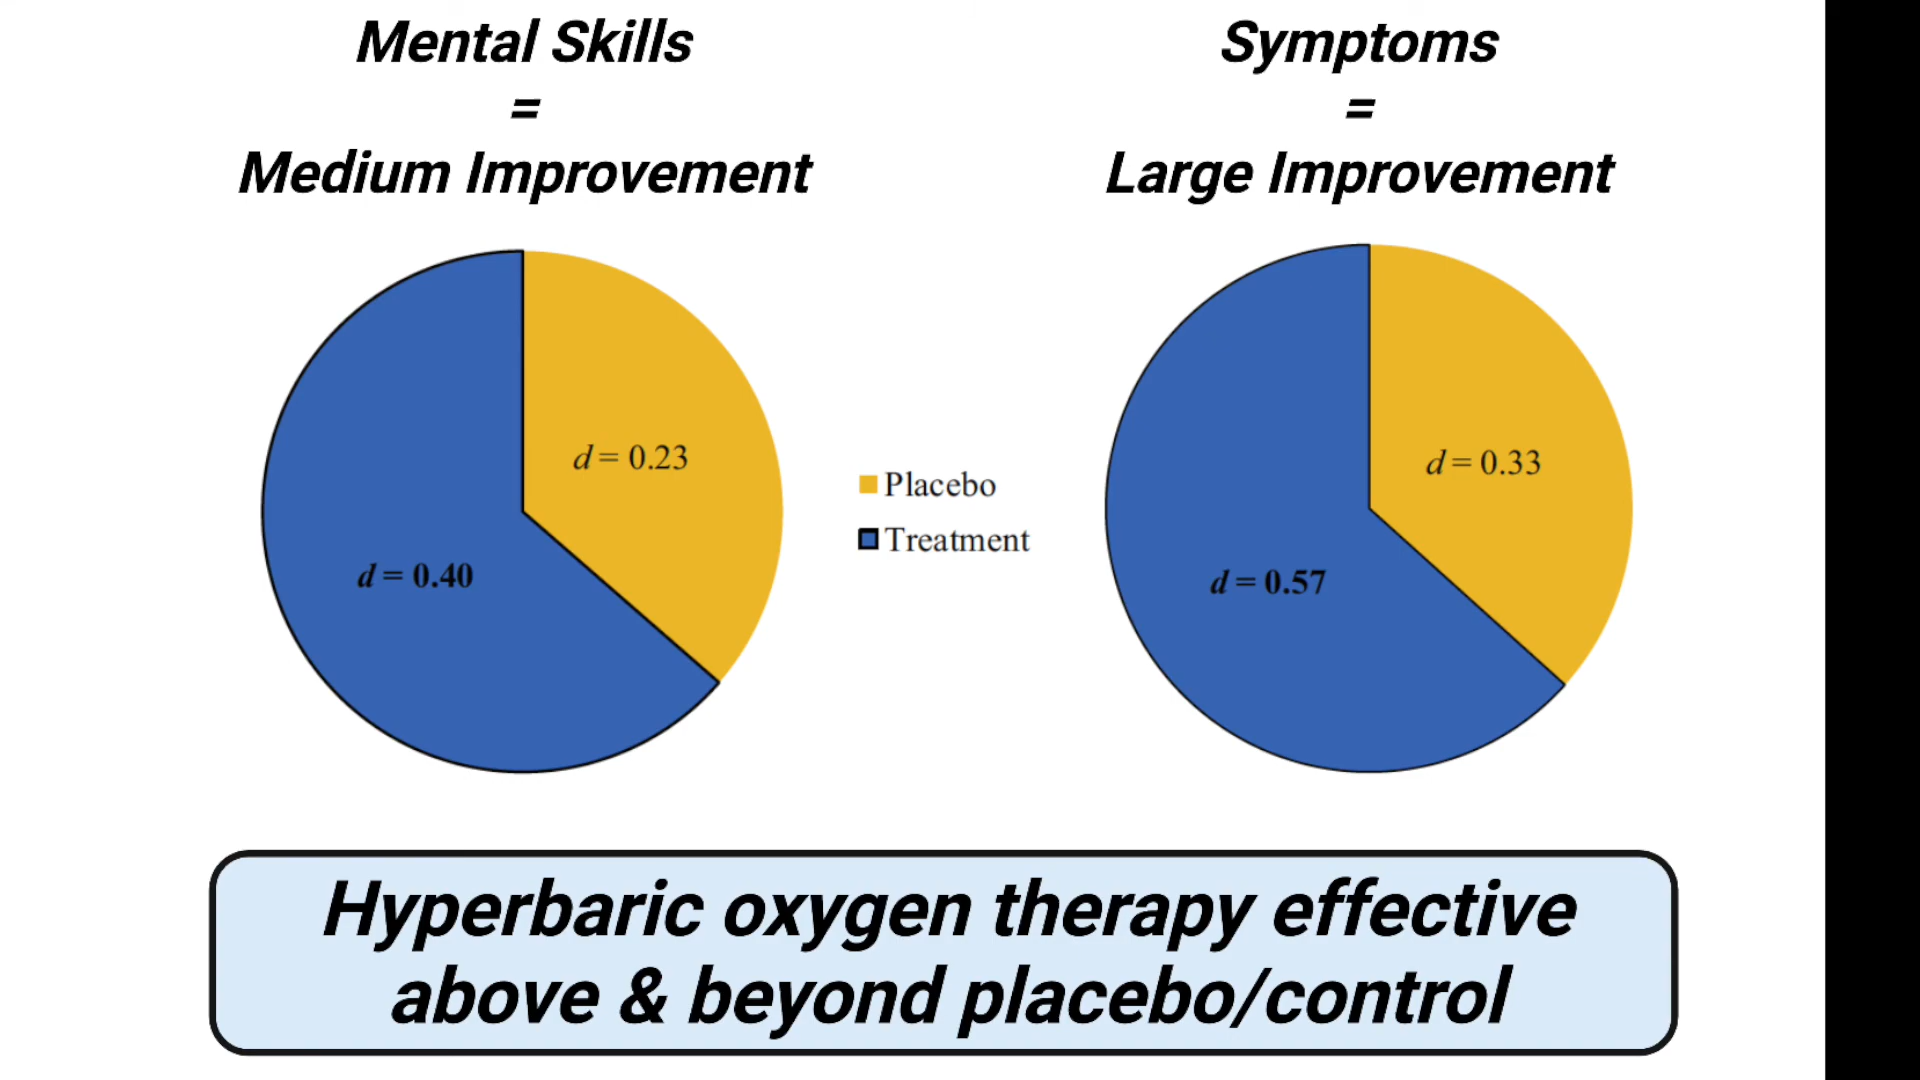 Mental Skills
=
Medium Improvement
Symptoms
=
Large Improvement
d = 0.23
d = 0.40
Placebo
Treatment
d = 0.33
d = 0.57
Hyperbaric oxygen therapy effective
above & beyond placebo/control